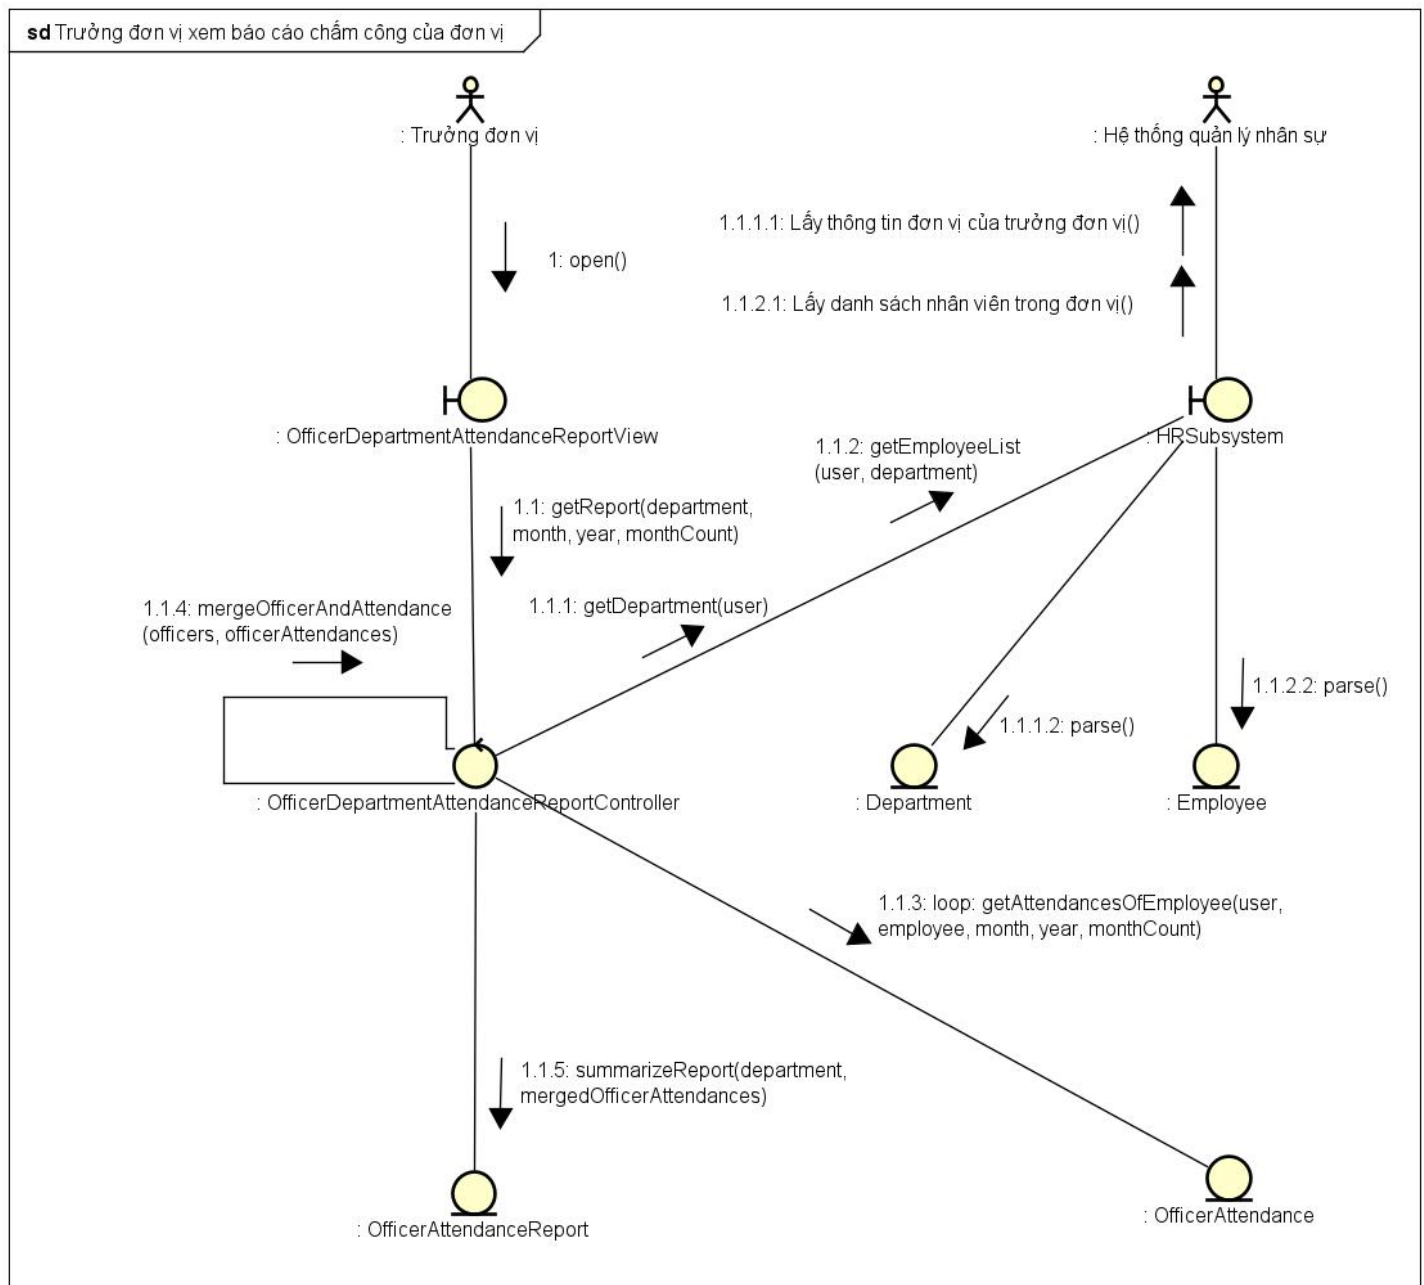 sd Trưởng đơn vị xem báo cáo chấm công của đơn vị
: Trưởng đơn vị
: Hệ thống quản lý nhân sự
1.1.1.1: Lấy thông tin đơn vị của trưởng đơn vị()
1: open()
1.1.2.1: Lấy danh sách nhân viên trong đơn vị()
: OfficerDepartmentAttendanceReportView
: HRSubsystem
1.1.2: getEmployeeList
(user, department)
1.1: getReport(department,
month, year, monthCount)
1.1.4: mergeOfficerAndAttendance
(officers, officerAttendances)
1.1.1: getDepartment(user)
1.1.2.2: parse()
1.1.1.2: parse()
: OfficerDepartmentAttendanceReportController
: Department
: Employee
1.1.3: loop: getAttendancesOfEmployee(user,
employee, month, year, monthCount)
1.1.5: summarizeReport(department,
mergedOfficerAttendances)
: OfficerAttendance
: OfficerAttendanceReport